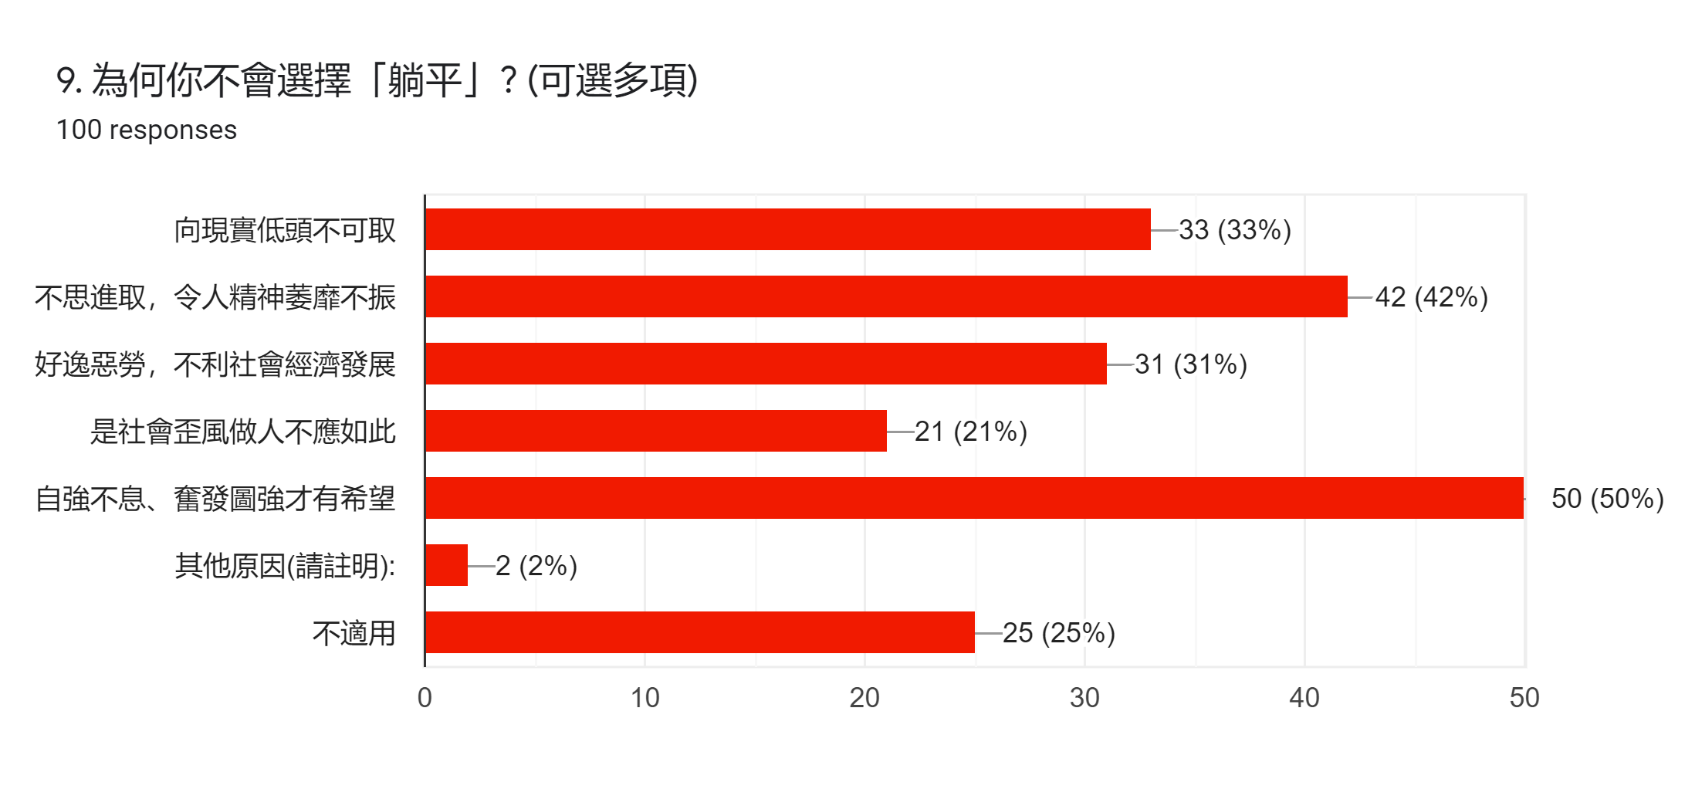 9. 為何你不會選擇「躺平」? (可選多項)
100 responses
向現實低頭不可取
33 (33%)
不思進取，令人精神萎靡不振
42 (42%)
好逸惡勞，不利社會經濟發展
31 (31%)
是社會歪風做人不應如此
21 (21%)
自強不息、奮發圖強才有希望
50 (50%)
其他原因(請註明):
2 (2%)
不適用
25 (25%)
0 10 20 30 40 50